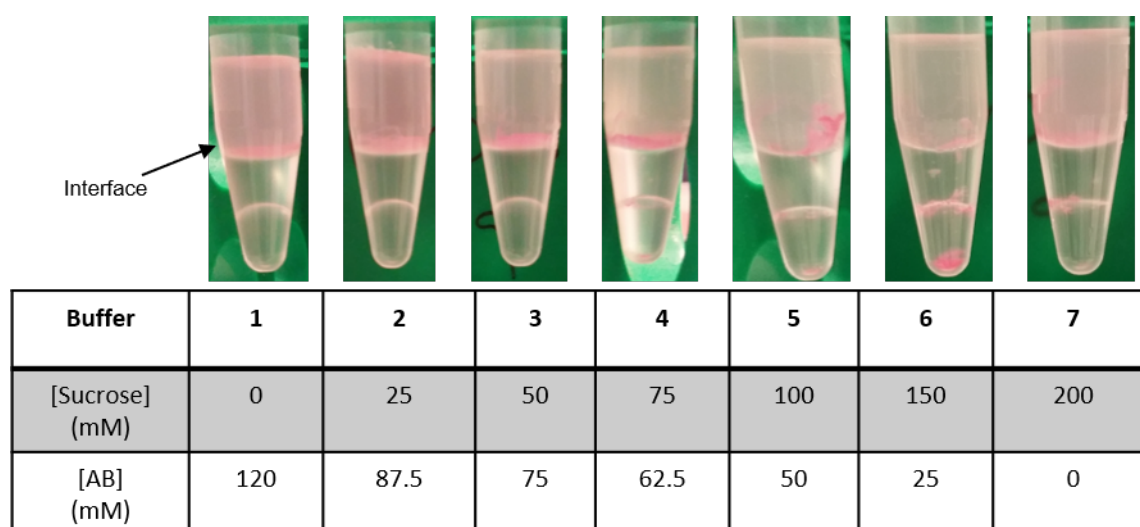 Interface
Buffer 1 2 3 4 5 6 7
[Sucrose] 0 25 50 75 100 150 200
(mM)
[AB] 120 87.5 75 62.5 50 25 0
(mM)